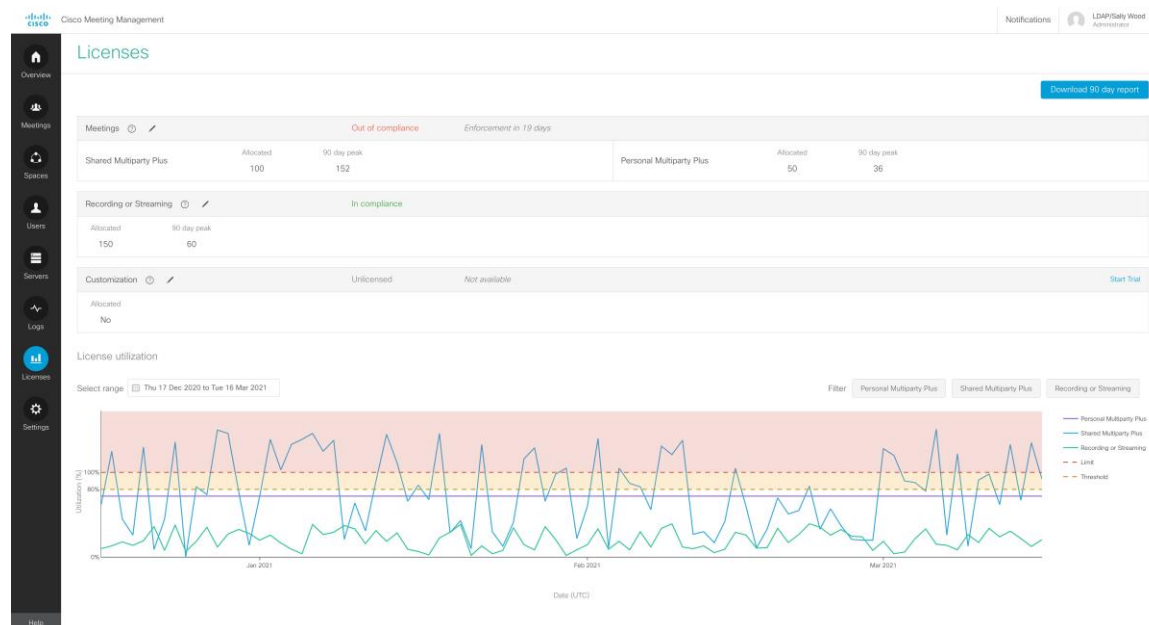 CISCO
Cisco Meeting Management
Notifications
LDAP/Sally Wood
Administrator
Licenses
Overview
Download 90 day report
Meetings
Meetings Out of compliance Enforcement in 19 days
Shared Multiparty Plus
Allocated
100
90 day peak
152
Personal Multiparty Plus
Allocated
50
90 day peak
36
Spaces
Recording or Streaming In compliance
Users
Allocated
150
90 day peak
60
Servers
Customization Unlicensed Not available Start Trial
Allocated
No
Logs
License utilization
Licenses
Select range Thu 17 Dec 2020 to Tue 16 Mar 2021
Filter Personal Multiparty Plus Shared Multiparty Plus Recording or Streaming
Settings
Utilization (%)
100%
80%
0%
Personal Multiparty Plus
Shared Multiparty Plus
Recording or Streaming
Limit
Threshold
Jan 2021 Feb 2021 Mar 2021
Date (UTC)
Help